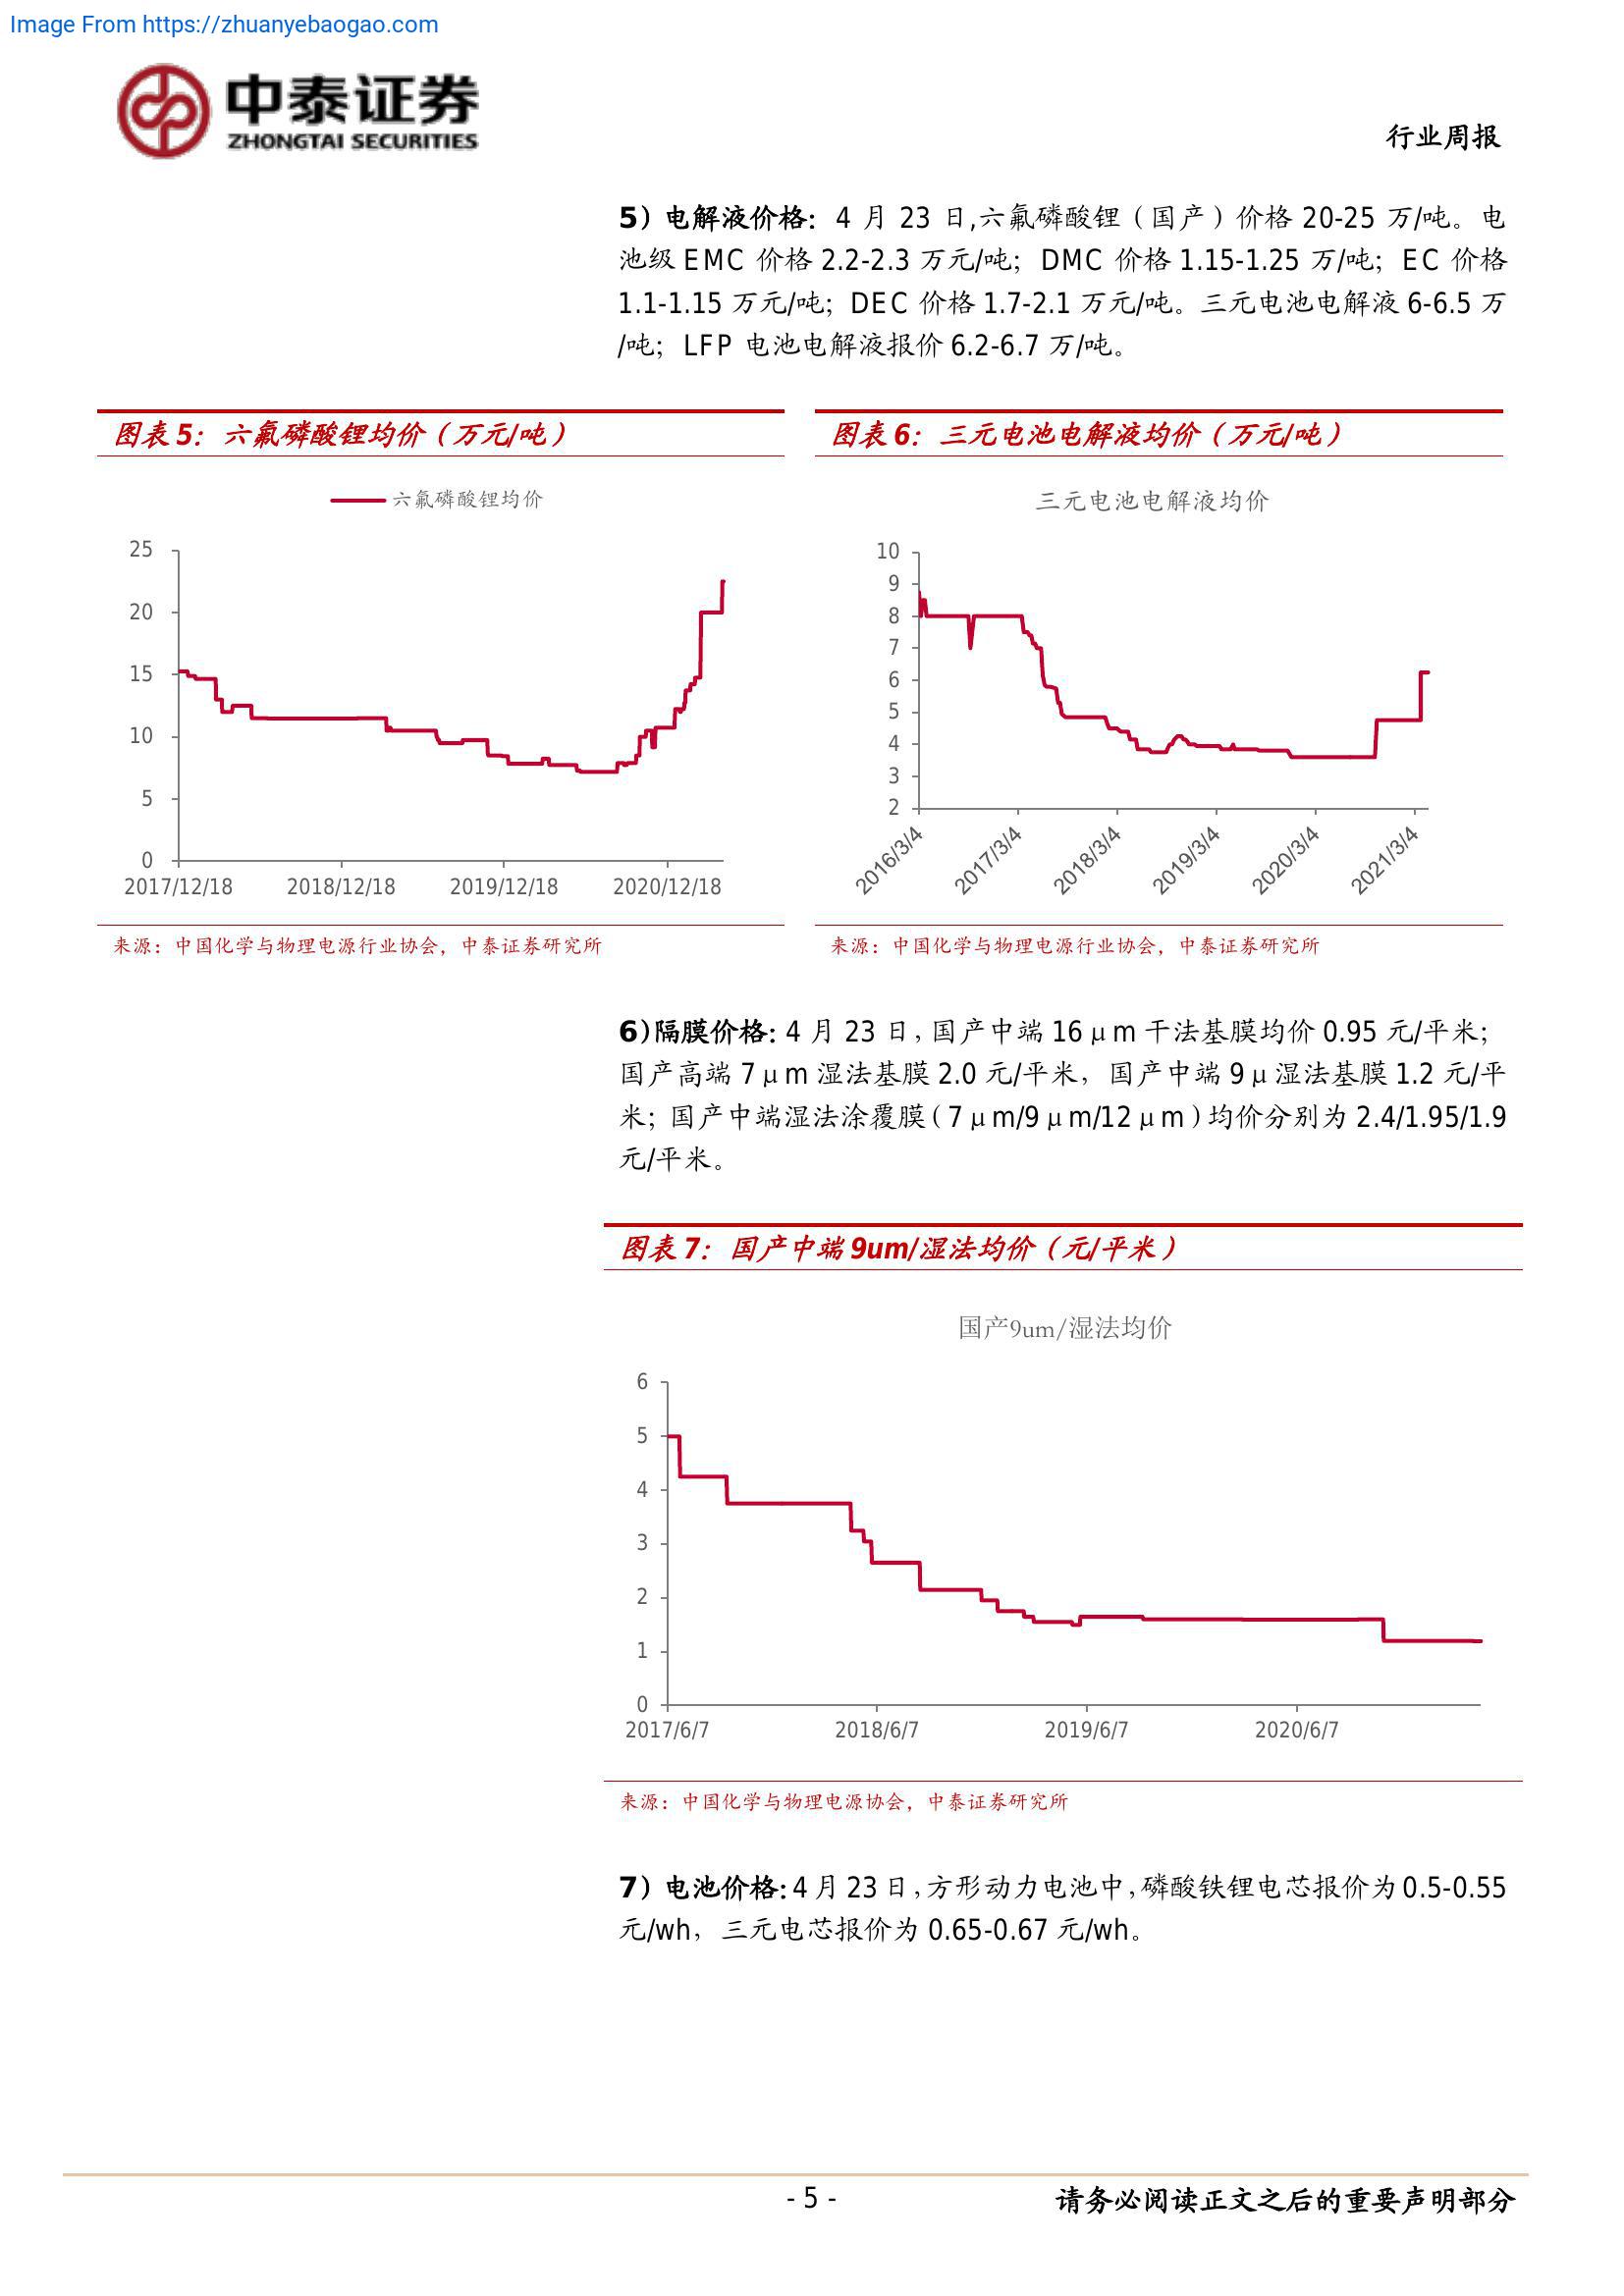 Image From https://zhuanyebaogao.com
中泰证券
ZHONGTAI SECURITIES
行业周报
5）电解液价格：4 月 23 日,六氟磷酸锂（国产）价格 20-25 万/吨。电
池级 EMC 价格 2.2-2.3 万元/吨；DMC 价格 1.15-1.25 万/吨；EC 价格
1.1-1.15 万元/吨；DEC 价格 1.7-2.1 万元/吨。三元电池电解液 6-6.5 万
/吨；LFP 电池电解液报价 6.2-6.7 万/吨。
图表 5：六氟磷酸锂均价（万元/吨）
六氟磷酸锂均价
25
20
15
10
5
0
2017/12/18 2018/12/18 2019/12/18 2020/12/18
来源：中国化学与物理电源行业协会，中泰证券研究所
图表 6：三元电池电解液均价（万元/吨）
三元电池电解液均价
10
9
8
7
6
5
4
3
2
2016/3/4 2017/3/4 2018/3/4 2019/3/4 2020/3/4 2021/3/4
来源：中国化学与物理电源行业协会，中泰证券研究所
6)隔膜价格：4 月 23 日，国产中端 16μm 干法基膜均价 0.95 元/平米；
国产高端 7μm 湿法基膜 2.0 元/平米，国产中端 9μ湿法基膜 1.2 元/平
米；国产中端湿法涂覆膜（7μm/9μm/12μm）均价分别为 2.4/1.95/1.9
元/平米。
图表 7：国产中端 9um/湿法均价（元/平米）
国产9um/湿法均价
6
5
4
3
2
1
0
2017/6/7 2018/6/7 2019/6/7 2020/6/7
来源：中国化学与物理电源协会，中泰证券研究所
7）电池价格：4 月 23 日，方形动力电池中，磷酸铁锂电芯报价为 0.5-0.55
元/wh，三元电芯报价为 0.65-0.67 元/wh。
- 5 -
请务必阅读正文之后的重要声明部分